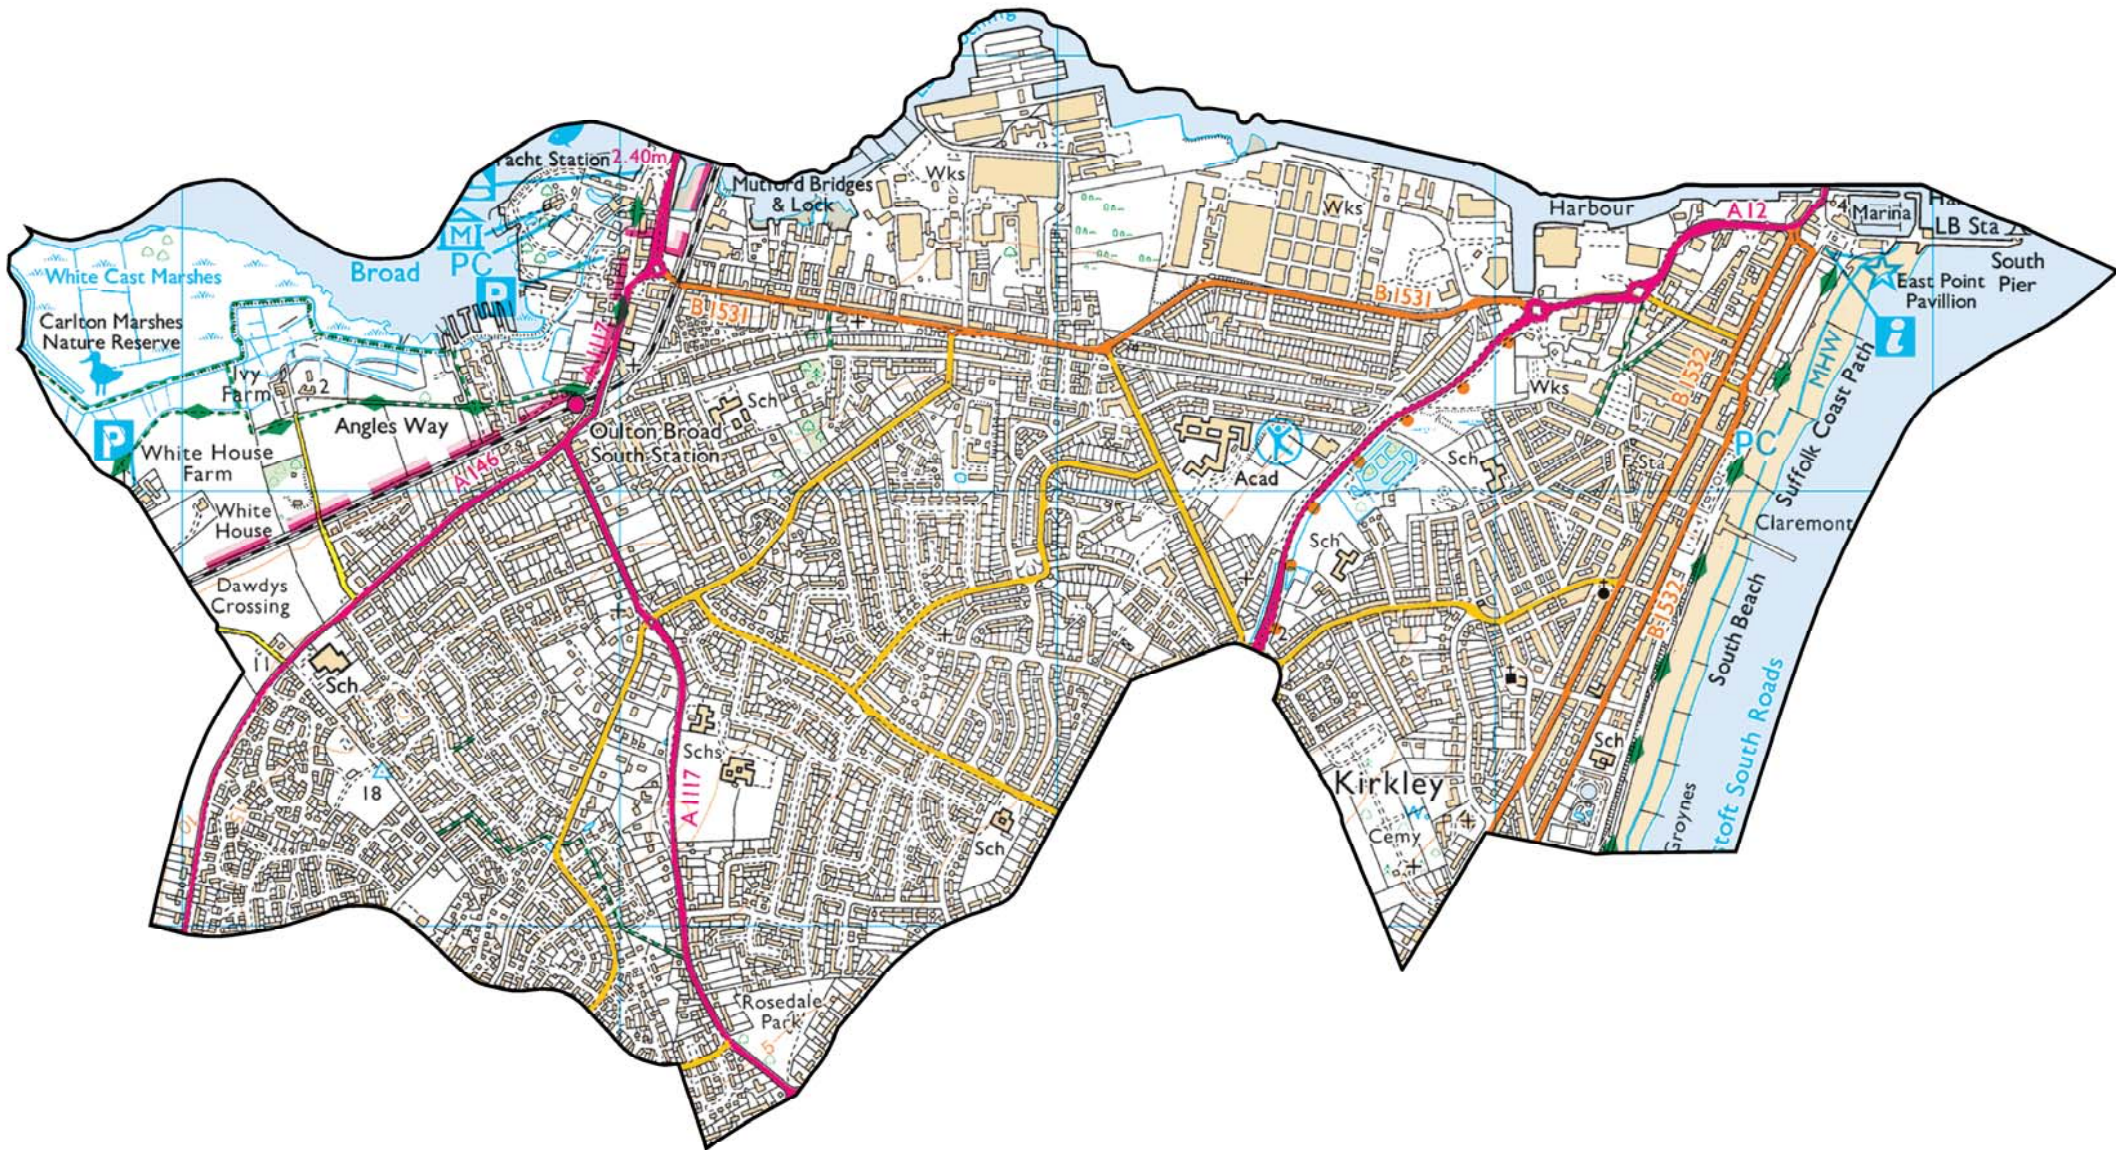 2.40m
Yacht Station
Mutford Bridges
& Lock
Wks
Wks
Harbour
A12
4
Marina
LB Sta
South
Pier
East Point
Pavillion
i
White Cast Marshes
Broad
M
PC
P
Carlton Marshes
Nature Reserve
B1531
B1531
MHW
Suffolk Coast Path
Ivy
Farm
2
A1117
Angles Way
Sch
Wks
B1532
P
White House
Farm
Oulton Broad
South Station
A146
Acad
Sch
F Sta
PC
White
House
Sch
Claremont
Dawdys
Crossing
11
Sch
2
B1532
South Beach
18
10
15
Schs
A1117
Sch
Kirkley
Cemy
Sch
Groynes
stoft South Roads
Rosedale
Park
5